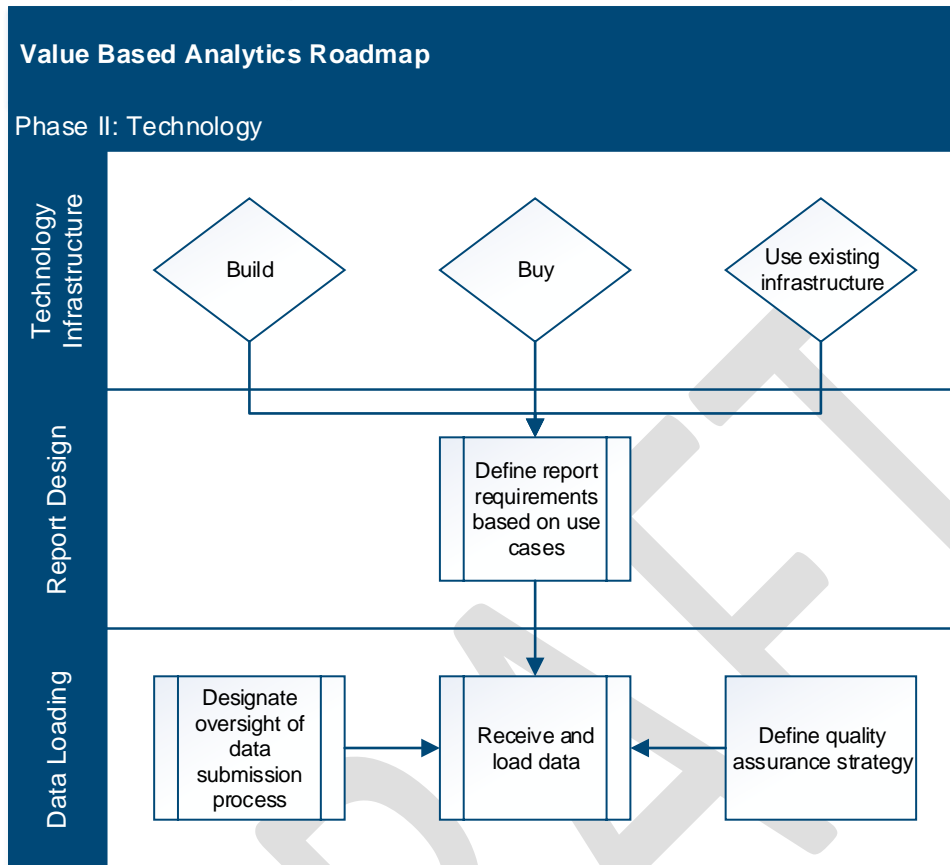 Value Based Analytics Roadmap
Phase II: Technology
Technology
Infrastructure
Build
Buy
Use existing
infrastructure
Report Design
Define report
requirements
based on use
cases
Data Loading
Designate
oversight of
data
submission
process
Receive and
load data
Define quality
assurance strategy
DRAFT